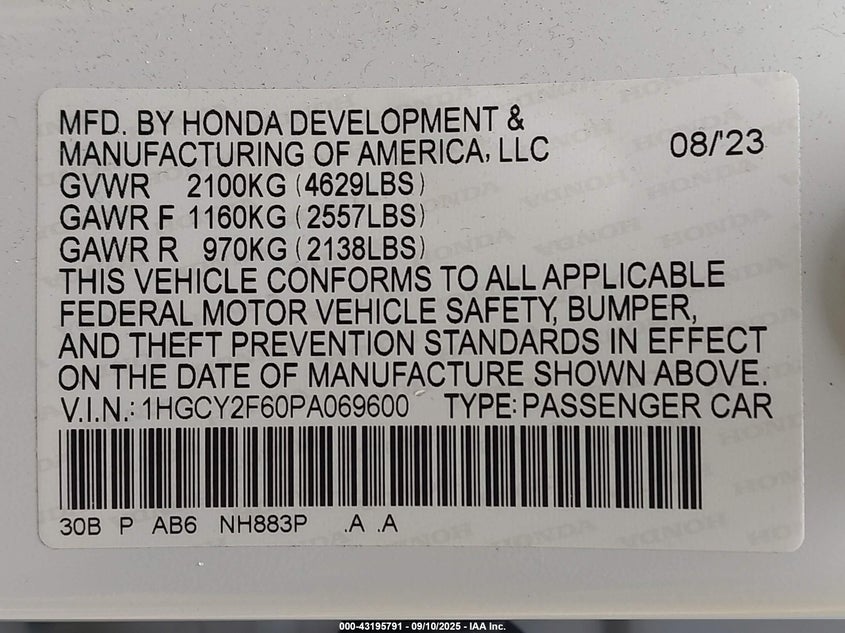 MFD. BY HONDA DEVELOPMENT &
MANUFACTURING OF AMERICA, LLC 08/'23
GVWR 2100KG (4629LBS)
GAWR F 1160KG (2557LBS)
GAWR R 970KG (2138LBS)
THIS VEHICLE CONFORMS TO ALL APPLICABLE
FEDERAL MOTOR VEHICLE SAFETY, BUMPER,
AND THEFT PREVENTION STANDARDS IN EFFECT
ON THE DATE OF MANUFACTURE SHOWN ABOVE.
V.I.N.: 1HGCY2F60PA069600 TYPE: PASSENGER CAR
30B P AB6 NH883P .A .A
000-43195791 - 09/10/2025 - IAA Inc.